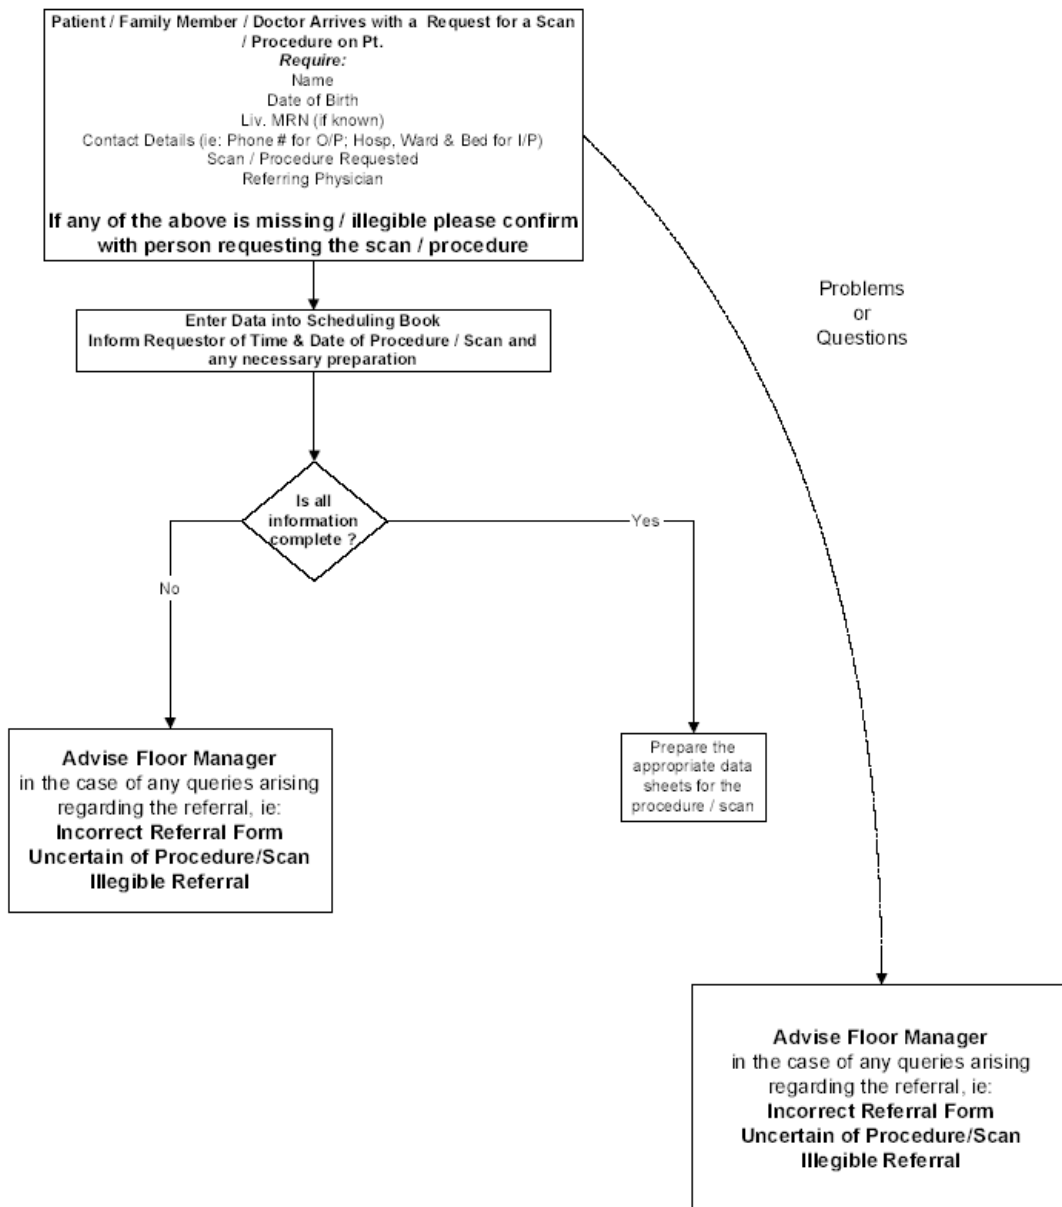 Patient / Family Member / Doctor Arrives with a Request for a Scan
/ Procedure on Pt.
Require:
Name
Date of Birth
Liv. MRN (if known)
Contact Details (ie: Phone # for O/P; Hosp, Ward & Bed for I/P)
Scan / Procedure Requested
Referring Physician
If any of the above is missing / illegible please confirm
with person requesting the scan / procedure
Problems
or
Questions
Enter Data into Scheduling Book
Inform Requestor of Time & Date of Procedure / Scan and
any necessary preparation
Is all
information
complete ?
Yes
No
Advise Floor Manager
in the case of any queries arising
regarding the referral, ie:
Incorrect Referral Form
Uncertain of Procedure/Scan
Illegible Referral
Prepare the
appropriate data
sheets for the
procedure / scan
Advise Floor Manager
in the case of any queries arising
regarding the referral, ie:
Incorrect Referral Form
Uncertain of Procedure/Scan
Illegible Referral